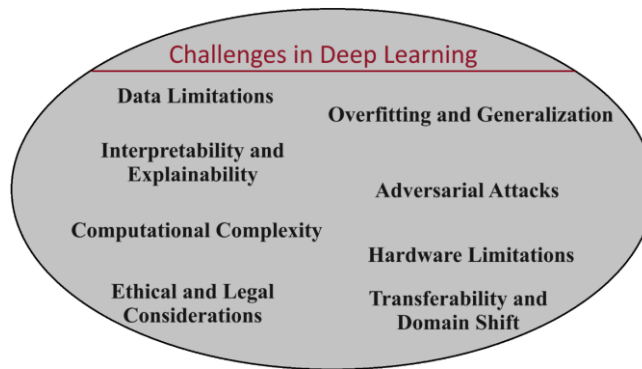 Challenges in Deep Learning
Data Limitations
Interpretability and
Explainability
Computational Complexity
Ethical and Legal
Considerations
Overfitting and Generalization
Adversarial Attacks
Hardware Limitations
Transferability and
Domain Shift